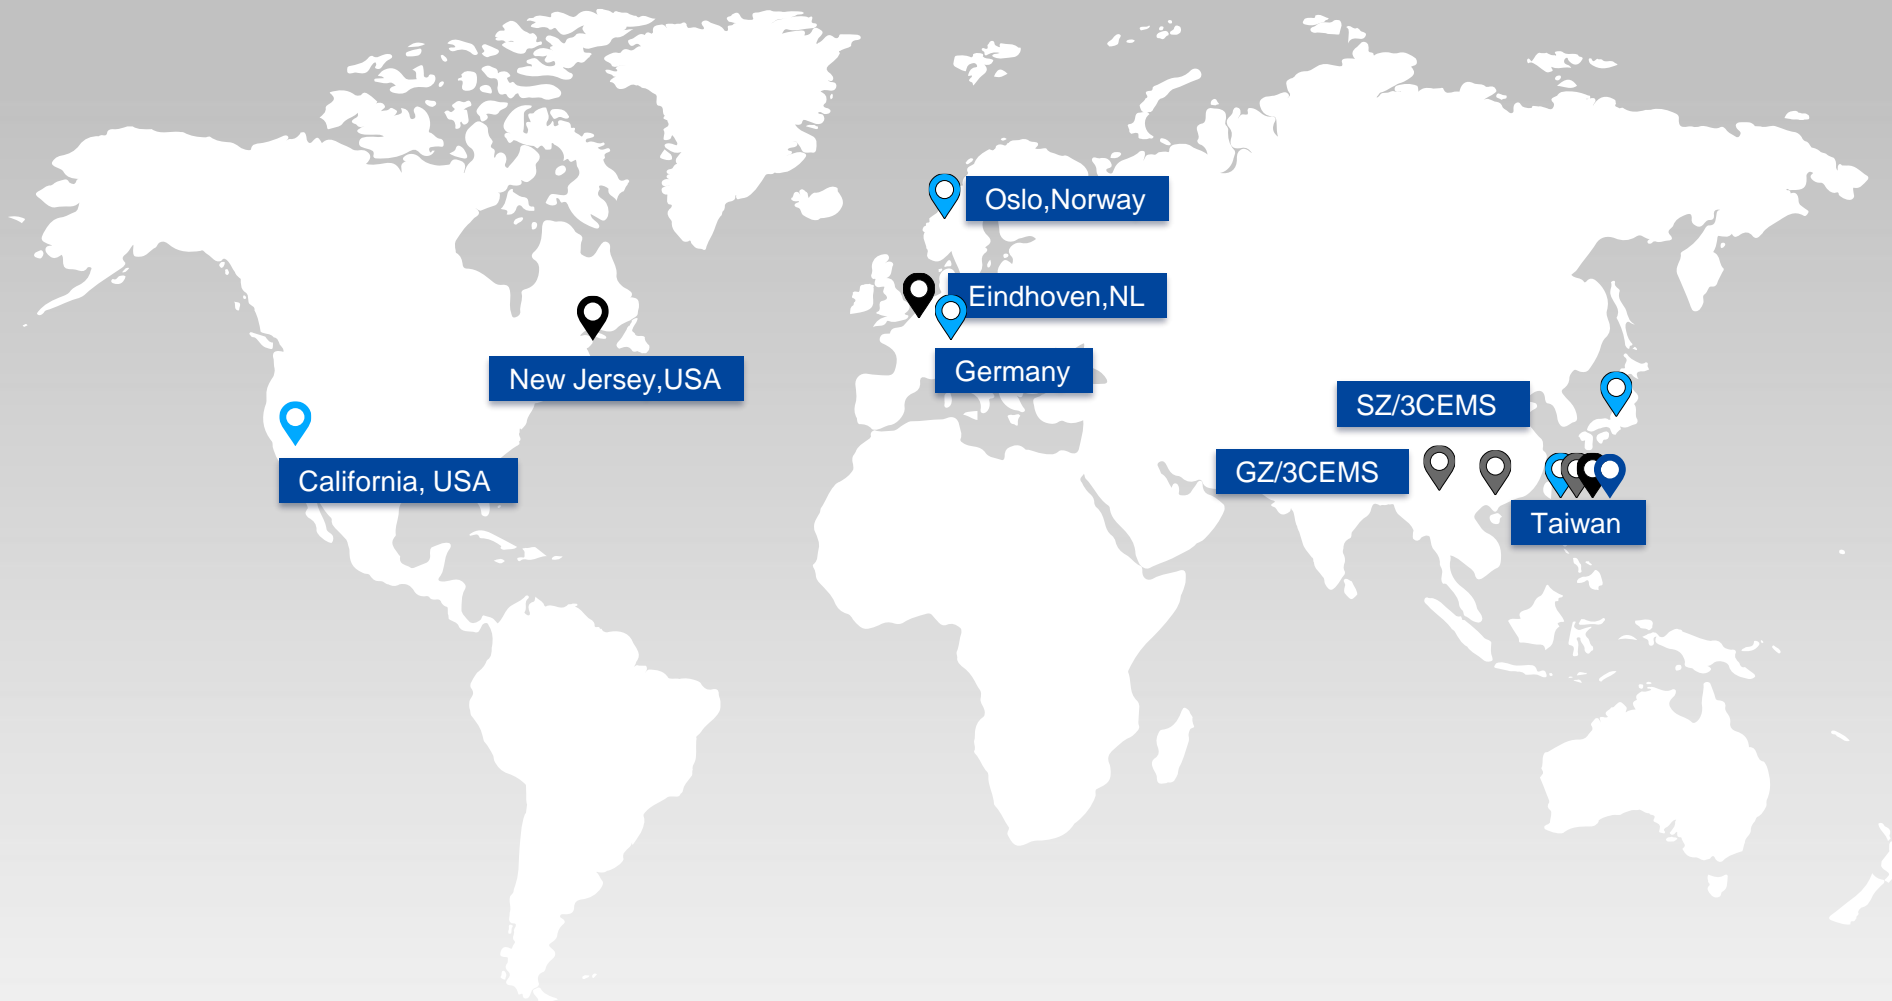 Oslo,Norway
Eindhoven,NL
New Jersey,USA
Germany
SZ/3CEMS
GZ/3CEMS
California, USA
Taiwan